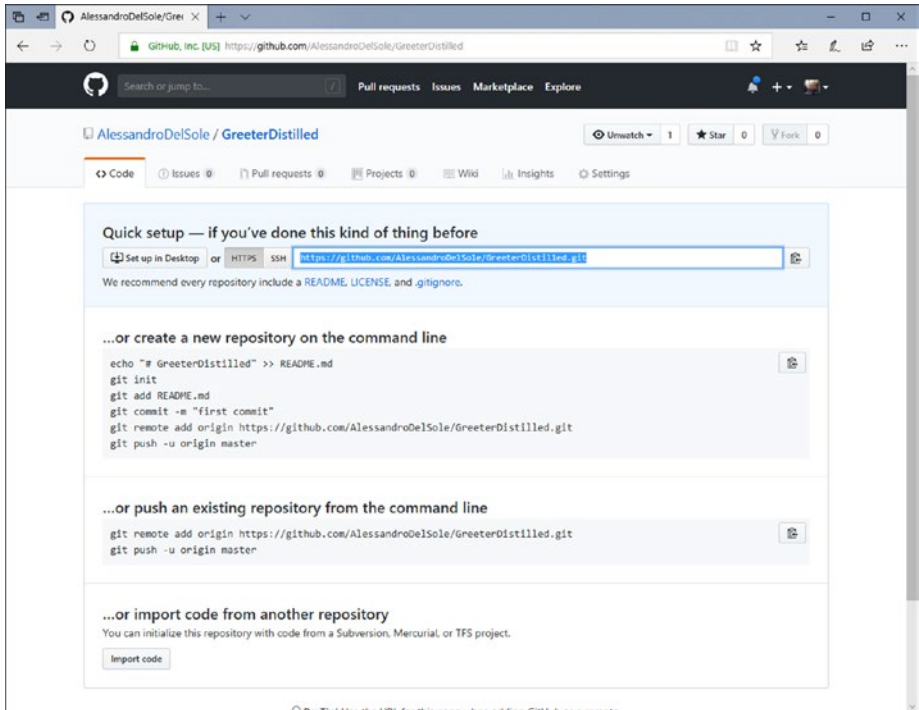 AlessandroDelSole/Gree
GitHub, Inc. [US] https://github.com/AlessandroDelSole/GreeterDistilled
Search or jump to...
/
Pull requests Issues Marketplace Explore
AlessandroDelSole / GreeterDistilled
Unwatch 1 Star 0 Fork 0
Code Issues 0 Pull requests 0 Projects 0 Wiki Insights Settings
Quick setup — if you've done this kind of thing before
Set up in Desktop or HTTPS SSH https://github.com/AlessandroDelSole/GreeterDistilled.git
We recommend every repository include a README, LICENSE, and .gitignore.
...or create a new repository on the command line
echo "# GreeterDistilled" >> README.md
git init
git add README.md
git commit -m "first commit"
git remote add origin https://github.com/AlessandroDelSole/GreeterDistilled.git
git push -u origin master
...or push an existing repository from the command line
git remote add origin https://github.com/AlessandroDelSole/GreeterDistilled.git
git push -u origin master
...or import code from another repository
You can initialize this repository with code from a Subversion, Mercurial, or TFS project.
Import code